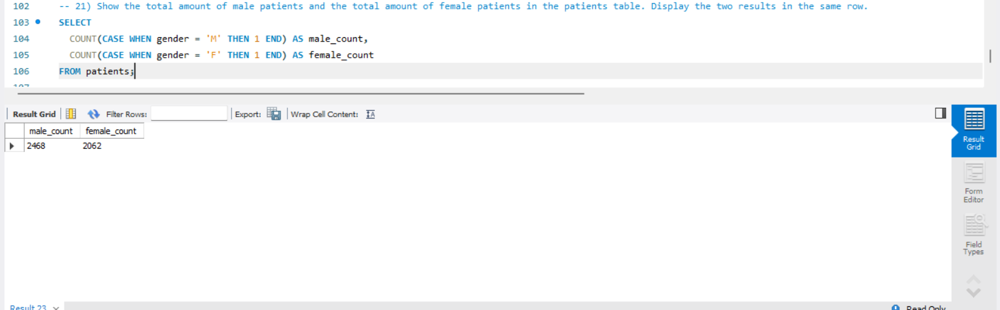 102 -- 21) Show the total amount of male patients and the total amount of female patients in the patients table. Display the two results in the same row.
103 SELECT
104 COUNT(CASE WHEN gender = 'M' THEN 1 END) AS male_count,
105 COUNT(CASE WHEN gender = 'F' THEN 1 END) AS female_count
106 FROM patients;
107
Result Grid Filter Rows: Export: Wrap Cell Content: IA
male_count female_count
2468 2062
Result
Grid
Form
Editor
Field
Types
Result 23
Read Only